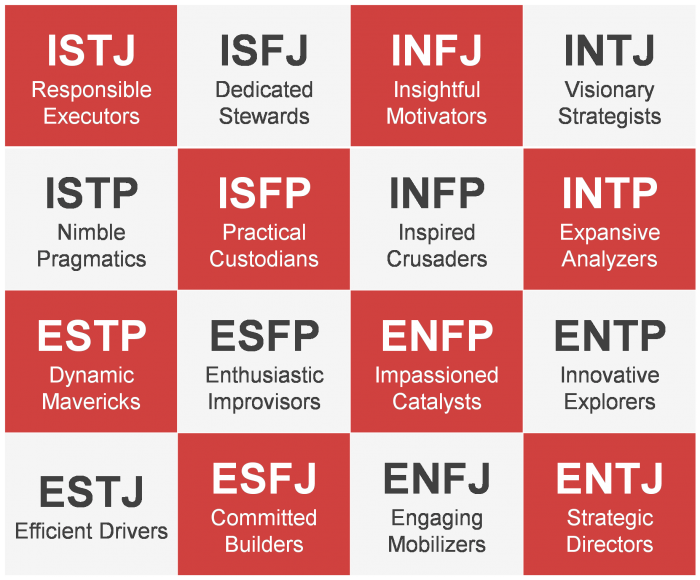 ISTJ
Responsible
Executors
ISFJ
Dedicated
Stewards
INFJ
Insightful
Motivators
INTJ
Visionary
Strategists
ISTP
Nimble
Pragmatics
ISFP
Practical
Custodians
INFP
Inspired
Crusaders
INTP
Expansive
Analyzers
ESTP
Dynamic
Mavericks
ESFP
Enthusiastic
Improvisors
ENFP
Impassioned
Catalysts
ENTP
Innovative
Explorers
ESTJ
Efficient Drivers
ESFJ
Committed
Builders
ENFJ
Engaging
Mobilizers
ENTJ
Strategic
Directors